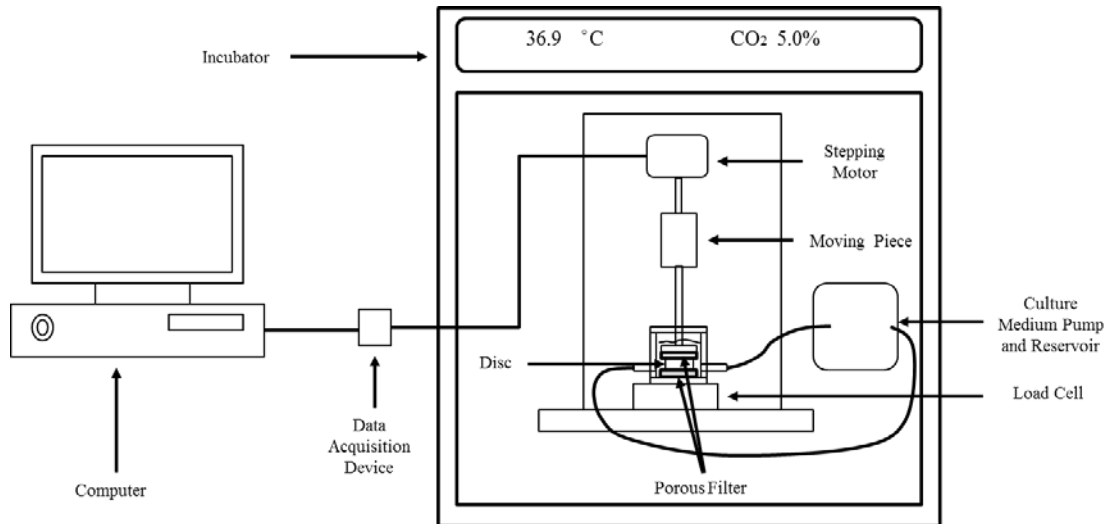 36.9 °C CO₂ 5.0%
Incubator
Stepping
Motor
Moving Piece
Culture
Medium Pump
and Reservoir
Disc
Load Cell
Data
Acquisition
Device
Computer
Porous Filter